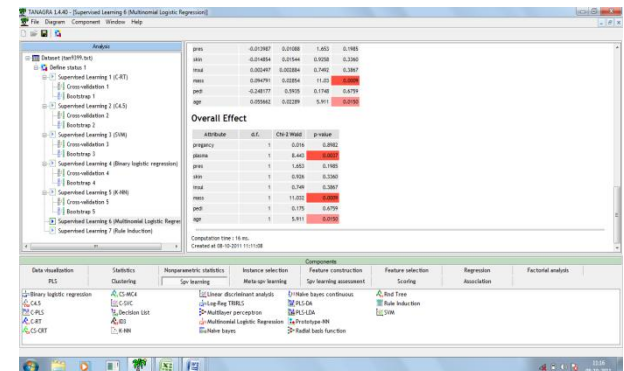 TANAGRA 1.4.40 - [Supervised Learning 6 (Multinomial Logistic Regression)]
File Diagram Component Window Help
Analysis
Dataset (tan9399.txt)
Define status 1
Supervised Learning 1 (C-RT)
Cross-validation 1
Bootstrap 1
Supervised Learning 2 (C4.5)
Cross-validation 2
Bootstrap 2
Supervised Learning 3 (SVM)
Cross-validation 3
Bootstrap 3
Supervised Learning 4 (Binary logistic regression)
Cross-validation 4
Bootstrap 4
Supervised Learning 5 (K-NN)
Cross-validation 5
Bootstrap 5
Supervised Learning 6 (Multinomial Logistic Regres
Supervised Learning 7 (Rule Induction)
pres -0.013987 0.01088 1.653 0.1985
skin -0.014854 0.01544 0.9258 0.3360
insul 0.002497 0.002884 0.7492 0.3867
mass 0.094791 0.02854 11.03 0.0009
pedi -0.248177 0.5935 0.1748 0.6759
age 0.055662 0.02289 5.911 0.0150
Overall Effect
Attribute d.f. Chi-2 Wald p-value
pregancy 1 0.016 0.8982
plasma 1 8.440 0.0037
pres 1 1.653 0.1985
skin 1 0.926 0.3360
insul 1 0.749 0.3867
mass 1 11.032 0.0009
pedi 1 0.175 0.6759
age 1 5.911 0.0150
Computation time : 16 ms.
Created at 08-10-2011 11:11:08
Components
Data visualization Statistics Nonparametric statistics Instance selection Feature construction Feature selection Regression Factorial analysis
PLS Clustering Spv learning Meta-spv learning Spv learning assessment Scoring Association
Binary logistic regression CS-MC4 Linear discriminant analysis Naive bayes continuous Rnd Tree
C4.5 C-SVC Log-Reg TRIRLS PLS-DA Rule Induction
C-PLS Decision List Multilayer perceptron PLS-LDA SVM
C-RT ID3 Multinomial Logistic Regression Prototype-NN
CS-CRT K-NN Naive bayes Radial basis function
11:16